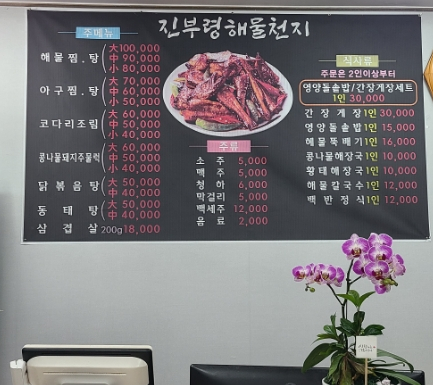 진부령해물천지
주메뉴
해물찜.탕 大100,000
中 90,000
小 80,000
아구찜.탕 大 70,000
中 60,000
小 50,000
코다리조림 大 60,000
中 50,000
小 40,000
콩나물돼지주물럭 大 60,000
中 50,000
小 40,000
닭볶음탕 大 50,000
中 40,000
동태탕 大 50,000
中 40,000
삼겹살 200g 18,000
주류
소주 5,000
맥주 5,000
청하 6,000
막걸리 5,000
백세주 12,000
음료 2,000
식사류
주문은 2인이상부터
영양돌솥밥/간장게장세트
1인 30,000
간장게장 1인 30,000
영양돌솥밥 1인 15,000
해물뚝배기 1인 16,000
콩나물해장국 1인 10,000
황태해장국 1인 10,000
해물칼국수 1인 12,000
백반정식 1인 12,000